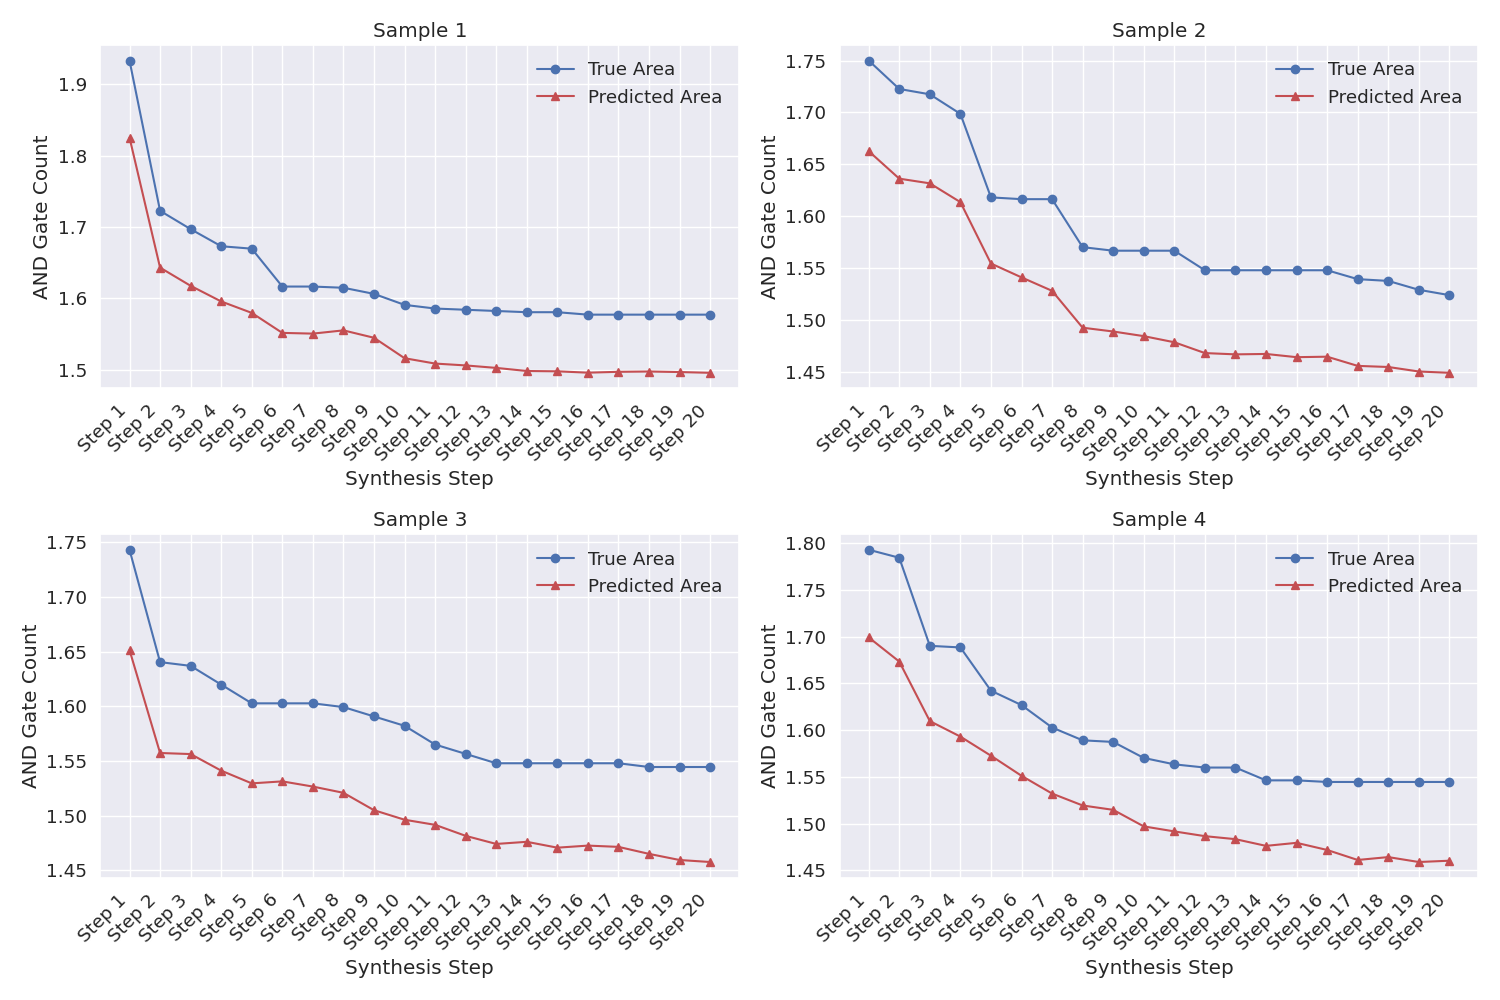 Sample 1
AND Gate Count
1.9
1.8
1.7
1.6
1.5
True Area
Predicted Area
Step 1
Step 2
Step 3
Step 4
Step 5
Step 6
Step 7
Step 8
Step 9
Step 10
Step 11
Step 12
Step 13
Step 14
Step 15
Step 16
Step 17
Step 18
Step 19
Step 20
Synthesis Step
Sample 2
AND Gate Count
1.75
1.70
1.65
1.60
1.55
1.50
1.45
True Area
Predicted Area
Step 1
Step 2
Step 3
Step 4
Step 5
Step 6
Step 7
Step 8
Step 9
Step 10
Step 11
Step 12
Step 13
Step 14
Step 15
Step 16
Step 17
Step 18
Step 19
Step 20
Synthesis Step
Sample 3
AND Gate Count
1.75
1.70
1.65
1.60
1.55
1.50
1.45
True Area
Predicted Area
Step 1
Step 2
Step 3
Step 4
Step 5
Step 6
Step 7
Step 8
Step 9
Step 10
Step 11
Step 12
Step 13
Step 14
Step 15
Step 16
Step 17
Step 18
Step 19
Step 20
Synthesis Step
Sample 4
AND Gate Count
1.80
1.75
1.70
1.65
1.60
1.55
1.50
1.45
True Area
Predicted Area
Step 1
Step 2
Step 3
Step 4
Step 5
Step 6
Step 7
Step 8
Step 9
Step 10
Step 11
Step 12
Step 13
Step 14
Step 15
Step 16
Step 17
Step 18
Step 19
Step 20
Synthesis Step